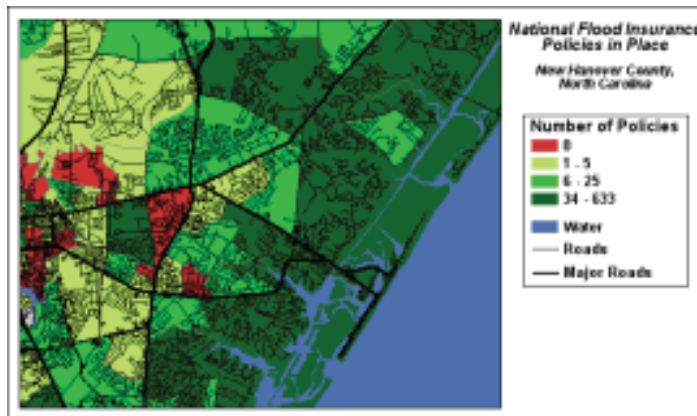 National Flood Insurance
Policies in Place
New Hanover County,
North Carolina
Number of Policies
0
1 - 5
6 - 25
34 - 633
Water
Roads
Major Roads